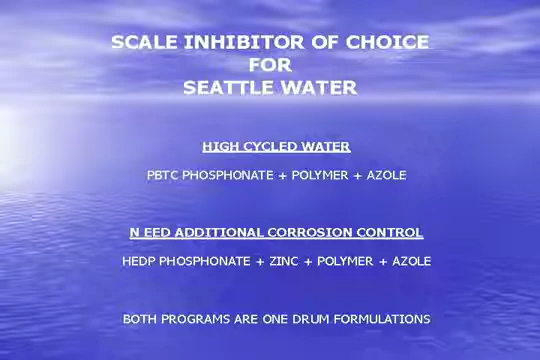 SCALE INHIBITOR OF CHOICE
FOR
SEATTLE WATER
HIGH CYCLED WATER
PBTC PHOSPHONATE + POLYMER + AZOLE
N EED ADDITIONAL CORROSION CONTROL
HEDP PHOSPHONATE + ZINC + POLYMER + AZOLE
BOTH PROGRAMS ARE ONE DRUM FORMULATIONS